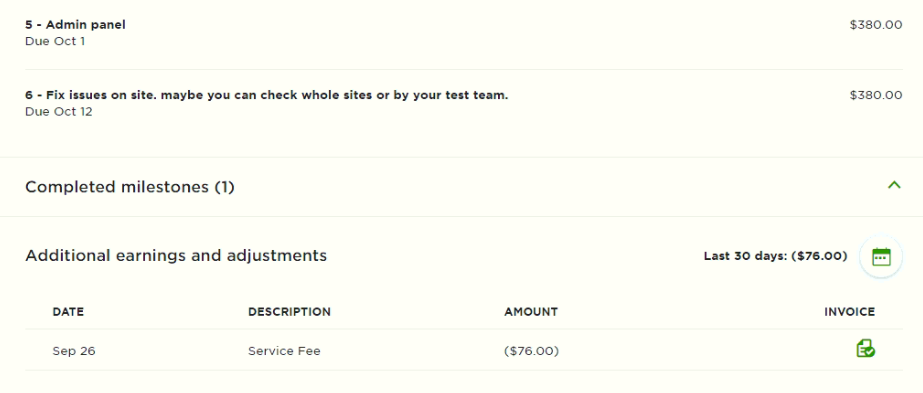 5 - Admin panel $380.00
Due Oct 1
6 - Fix issues on site. maybe you can check whole sites or by your test team. $380.00
Due Oct 12
Completed milestones (1)
Additional earnings and adjustments Last 30 days: ($76.00)
DATE DESCRIPTION AMOUNT INVOICE
Sep 26 Service Fee ($76.00)